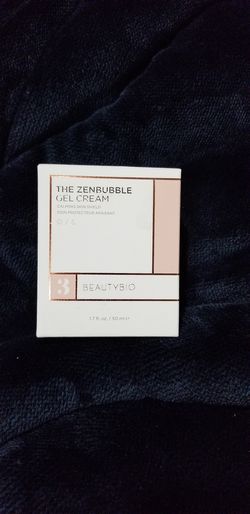 THE ZENBUBBLE
GEL CREAM
CALMING SKIN SHIELD
SOIN PROTECTEUR APAISANT
3
BEAUTYBIO
1.7 fl. oz. / 50 ml e